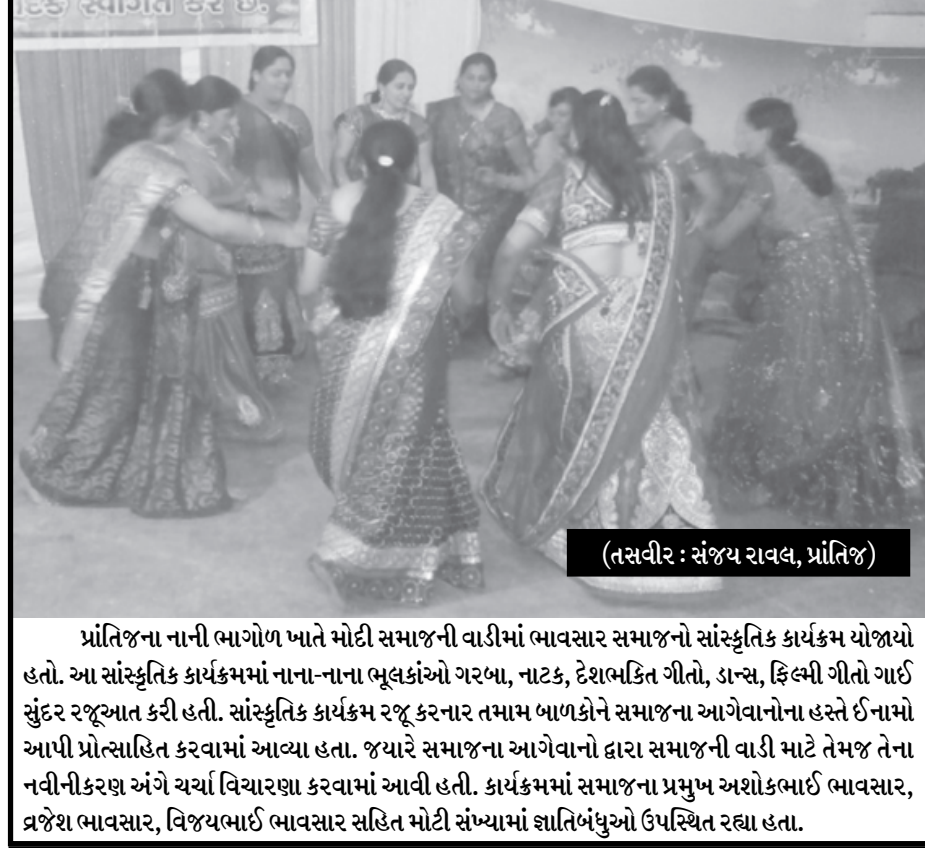 સ્વાગત કરે છે.
(તસવીર : સંજય રાવલ, પ્રાંતિજ)
પ્રાંતિજના નાની ભાગોળ ખાતે મોદી સમાજની વાડીમાં ભાવસાર સમાજનો સાંસ્કૃતિક કાર્યક્રમ યોજાયો
હતો. આ સાંસ્કૃતિક કાર્યક્રમમાં નાના-નાના ભૂલકાંઓ ગરબા, નાટક, દેશભકિત ગીતો, ડાન્સ, ફિલ્મી ગીતો ગાઈ
સુંદર રજૂઆત કરી હતી. સાંસ્કૃતિક કાર્યક્રમ રજૂ કરનાર તમામ બાળકોને સમાજના આગેવાનોના હસ્તે ઈનામો
આપી પ્રોત્સાહિત કરવામાં આવ્યા હતા. જયારે સમાજના આગેવાનો દ્વારા સમાજની વાડી માટે તેમજ તેના
નવીનીકરણ અંગે ચર્ચા વિચારણા કરવામાં આવી હતી. કાર્યક્રમમાં સમાજના પ્રમુખ અશોકભાઈ ભાવસાર,
વ્રજેશ ભાવસાર, વિજયભાઈ ભાવસાર સહિત મોટી સંખ્યામાં જ્ઞાતિબંધુઓ ઉપસ્થિત રહ્યા હતા.